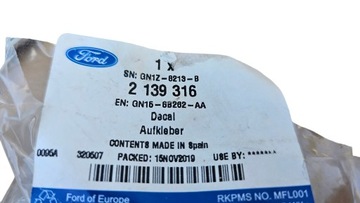 Ford
1 x
SN: GN1Z-8213-B
2 139 316
EN: GN15-8B262-AA
Dacal
Aufkleber
CONTENTS MADE IN Spain
0095A 320507 PACKED: 15NOV2019 USE BY: ******
Ford of Europe
RKPMS NO. MFL001